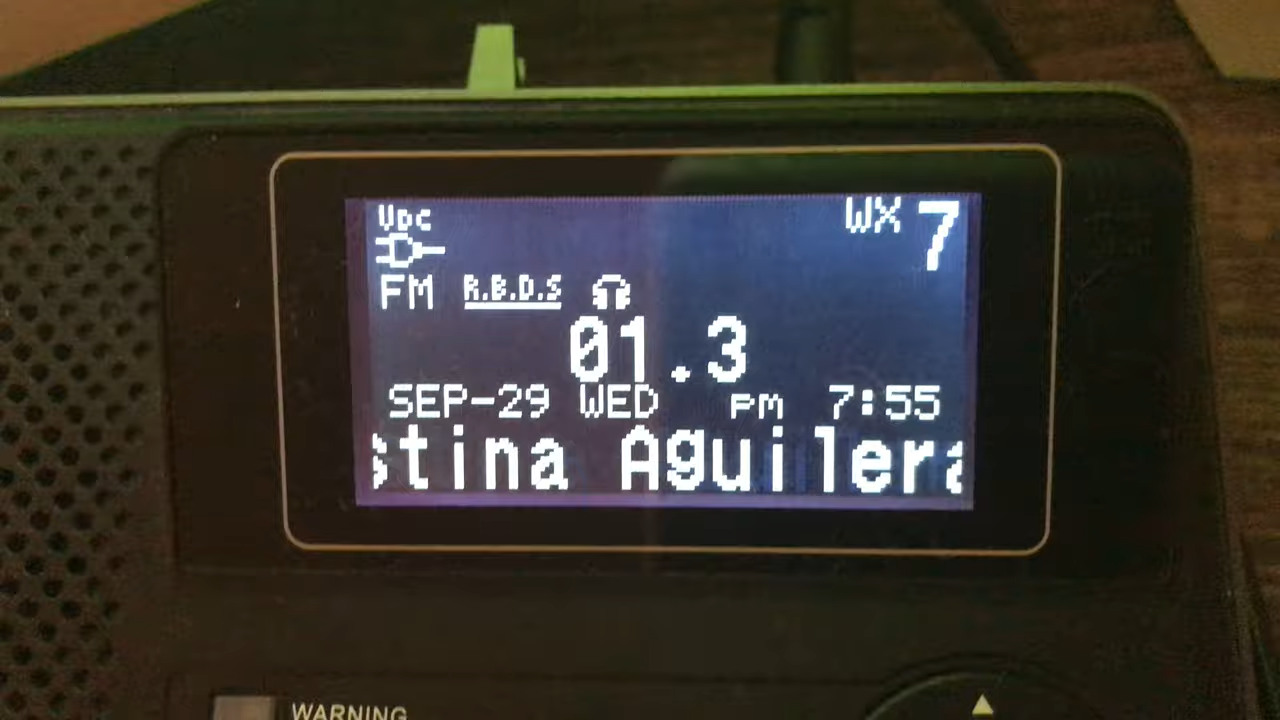 VDC WX 7
FM R.B.D.S
01.3
SEP-29 WED PM 7:55
stina Aguilera
WARNING